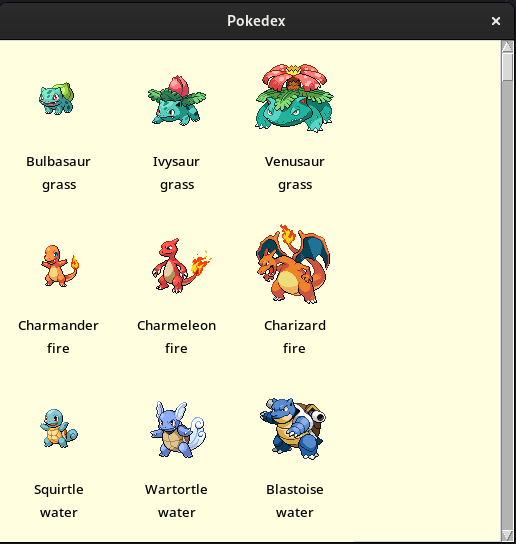 Pokedex
Bulbasaur Ivysaur Venusaur
grass grass grass
Charmander Charmeleon Charizard
fire fire fire
Squirtle Wartortle Blastoise
water water water